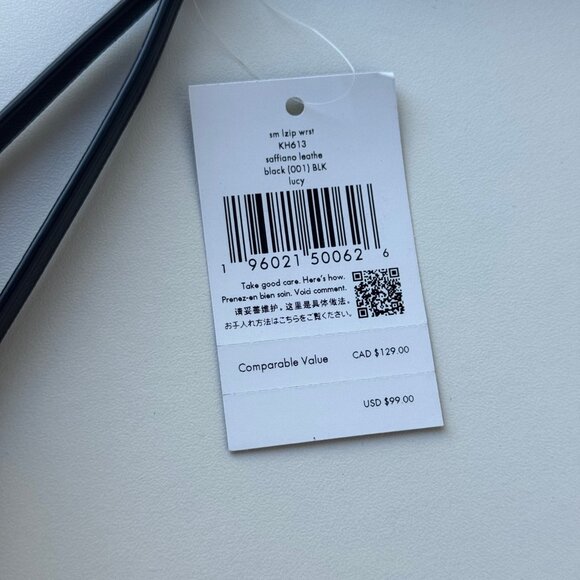 sm lzip wrst
KH613
saffiano leathe
black (001) BLK
lucy
1 96021 50062 6
Take good care. Here's how.
Prenez-en bien soin. Voici comment.
请妥善维护。这里是具体做法。
お手入れ方法はこちらをご覧ください。
Comparable Value CAD $129.00
USD $99.00